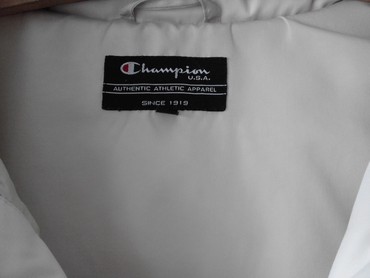 Champion
U.S.A.
AUTHENTIC ATHLETIC APPAREL
SINCE 1919